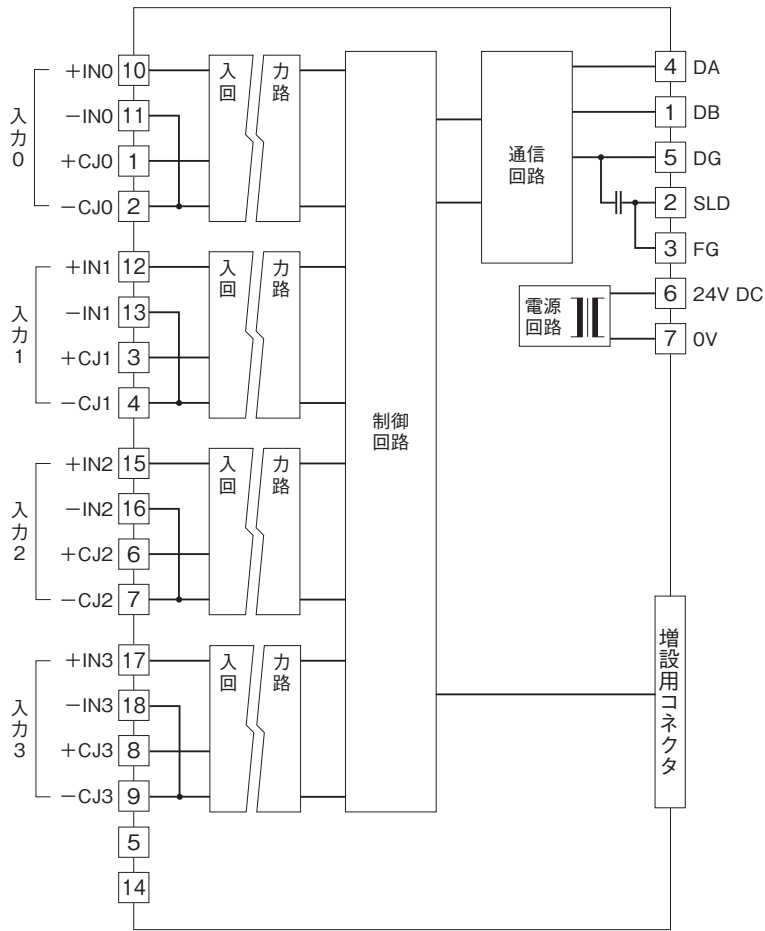 入力0
+IN0 10
−IN0 11
+CJ0 1
−CJ0 2
入力
回路
入力1
+IN1 12
−IN1 13
+CJ1 3
−CJ1 4
入力
回路
入力2
+IN2 15
−IN2 16
+CJ2 6
−CJ2 7
入力
回路
入力3
+IN3 17
−IN3 18
+CJ3 8
−CJ3 9
入力
回路
5
14
制御
回路
通信
回路
4 DA
1 DB
5 DG
2 SLD
3 FG
電源
回路
6 24V DC
7 0V
増設用コネクタ